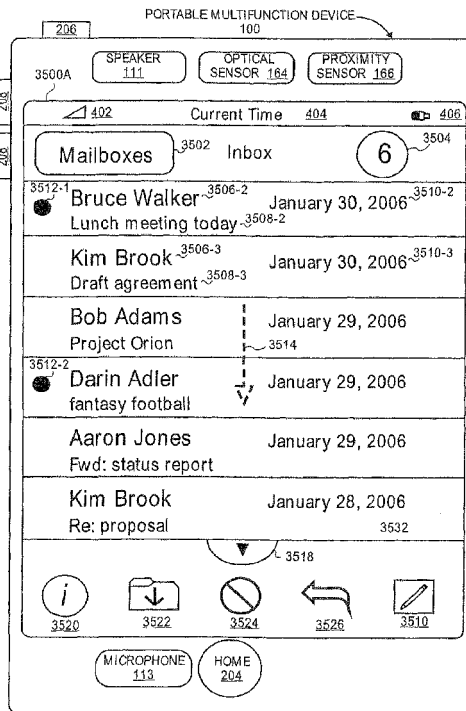 PORTABLE MULTIFUNCTION DEVICE
100
206
SPEAKER
111
OPTICAL
SENSOR 164
PROXIMITY
SENSOR 166
3500A
208
208
402 Current Time 404 406
Mailboxes 3502 Inbox 6 3504
3512-1 Bruce Walker 3506-2 January 30, 2006 3510-2
Lunch meeting today 3508-2
Kim Brook 3506-3 January 30, 2006 3510-3
Draft agreement 3508-3
Bob Adams January 29, 2006
Project Orion 3514
3512-2 Darin Adler January 29, 2006
fantasy football
Aaron Jones January 29, 2006
Fwd: status report
Kim Brook January 28, 2006
Re: proposal 3532
3518
i
3520 3522 3524 3526 3510
MICROPHONE
113
HOME
204